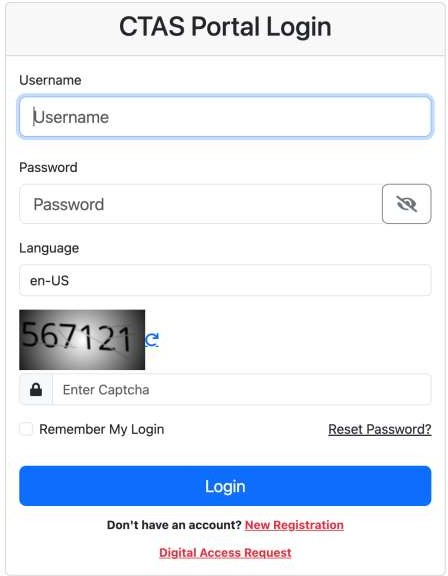 CTAS Portal Login
Username
Username
Password
Password
Language
en-US
567121
Enter Captcha
Remember My Login Reset Password?
Login
Don't have an account? New Registration
Digital Access Request